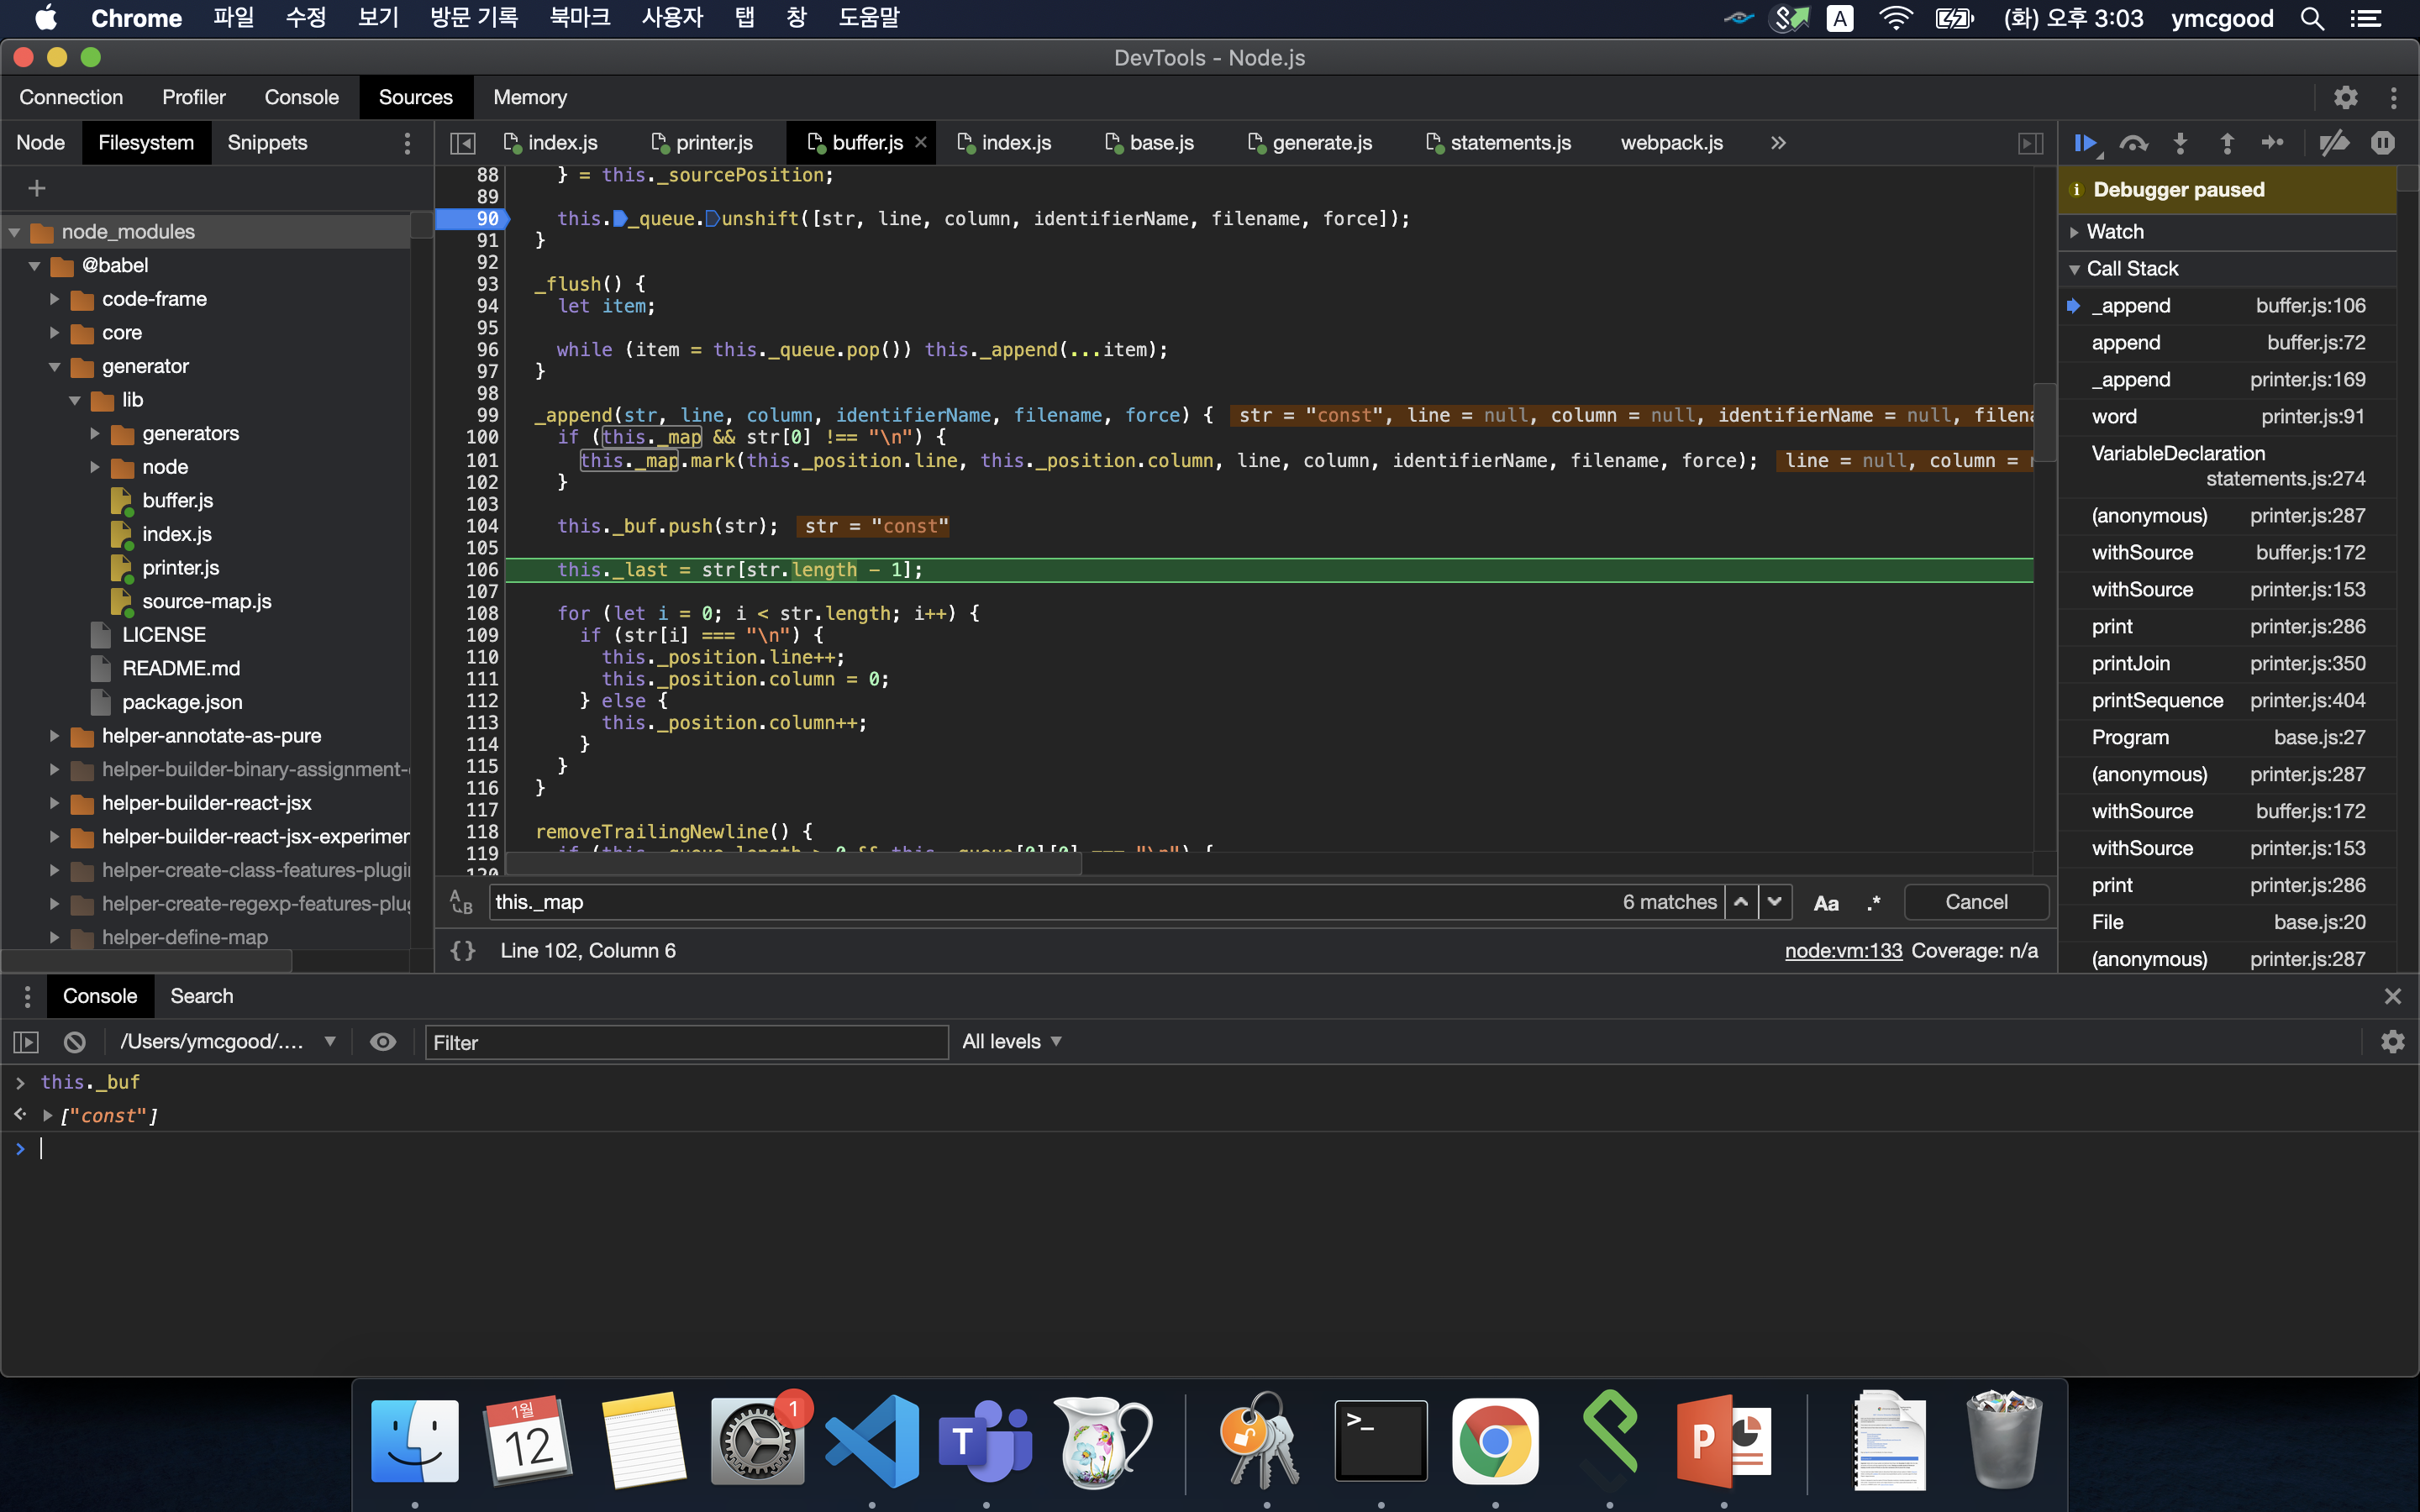 Chrome 파일 수정 보기 방문 기록 북마크 사용자 탭 창 도움말 A (화) 오후 3:03 ymcgood
DevTools - Node.js
Connection Profiler Console Sources Memory
Node Filesystem Snippets index.js printer.js buffer.js index.js base.js generate.js statements.js webpack.js
node_modules
@babel
code-frame
core
generator
lib
generators
node
buffer.js
index.js
printer.js
source-map.js
LICENSE
README.md
package.json
helper-annotate-as-pure
helper-builder-binary-assignment-
helper-builder-react-jsx
helper-builder-react-jsx-experimer
helper-create-class-features-plugi
helper-create-regexp-features-plu
helper-define-map
88 } = this._sourcePosition;
89
90 this._queue.unshift([str, line, column, identifierName, filename, force]);
91 }
92
93 _flush() {
94 let item;
95
96 while (item = this._queue.pop()) this._append(...item);
97 }
98
99 _append(str, line, column, identifierName, filename, force) { str = "const", line = null, column = null, identifierName = null, filena
100 if (this._map && str[0] !== "\n") {
101 this._map.mark(this._position.line, this._position.column, line, column, identifierName, filename, force); line = null, column = 
102 }
103
104 this._buf.push(str); str = "const"
105
106 this._last = str[str.length - 1];
107
108 for (let i = 0; i < str.length; i++) {
109 if (str[i] === "\n") {
110 this._position.line++;
111 this._position.column = 0;
112 } else {
113 this._position.column++;
114 }
115 }
116 }
117
118 removeTrailingNewline() {
119 if (this._queue.length > 0 && this._queue[0][0] === "\n") {
120
this._map 6 matches Aa .* Cancel
{} Line 102, Column 6 node:vm:133 Coverage: n/a
Debugger paused
Watch
Call Stack
_append buffer.js:106
append buffer.js:72
_append printer.js:169
word printer.js:91
VariableDeclaration
statements.js:274
(anonymous) printer.js:287
withSource buffer.js:172
withSource printer.js:153
print printer.js:286
printJoin printer.js:350
printSequence printer.js:404
Program base.js:27
(anonymous) printer.js:287
withSource buffer.js:172
withSource printer.js:153
print printer.js:286
File base.js:20
(anonymous) printer.js:287
Console Search
/Users/ymcgood/.... Filter All levels
> this._buf
["const"]
>
1월
12
1
T
>_
P